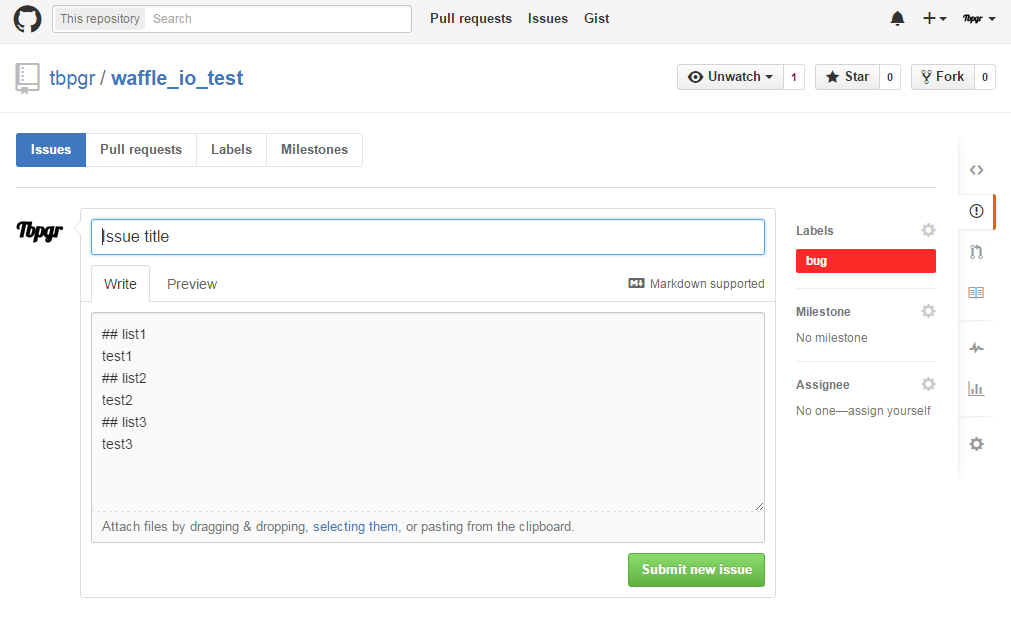 This repository Search Pull requests Issues Gist Tbpgr
tbpgr / waffle_io_test Unwatch 1 Star 0 Fork 0
Issues Pull requests Labels Milestones
Tbpgr
Issue title
Write Preview Markdown supported
## list1
test1
## list2
test2
## list3
test3
Attach files by dragging & dropping, selecting them, or pasting from the clipboard.
Submit new issue
Labels
bug
Milestone
No milestone
Assignee
No one—assign yourself